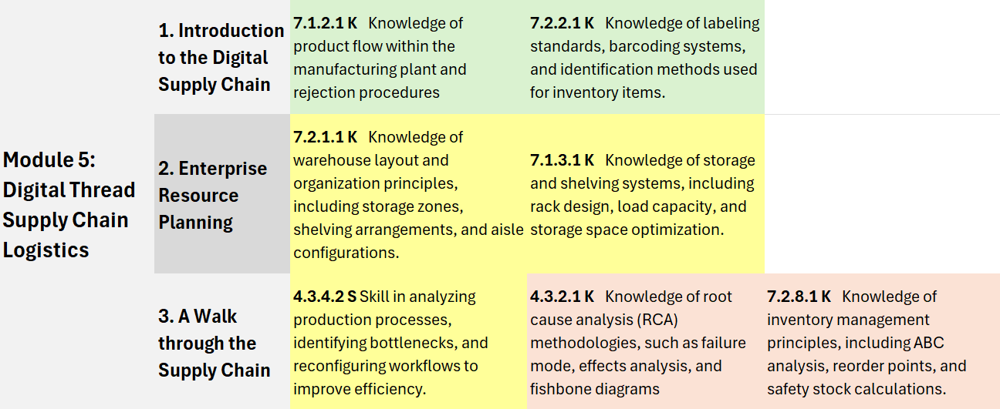 Module 5:
Digital Thread
Supply Chain
Logistics
1. Introduction
to the Digital
Supply Chain
7.1.2.1 K Knowledge of
product flow within the
manufacturing plant and
rejection procedures
7.2.2.1 K Knowledge of labeling
standards, barcoding systems,
and identification methods used
for inventory items.
2. Enterprise
Resource
Planning
7.2.1.1 K Knowledge of
warehouse layout and
organization principles,
including storage zones,
shelving arrangements, and aisle
configurations.
7.1.3.1 K Knowledge of storage
and shelving systems, including
rack design, load capacity, and
storage space optimization.
3. A Walk
through the
Supply Chain
4.3.4.2 S Skill in analyzing
production processes,
identifying bottlenecks, and
reconfiguring workflows to
improve efficiency.
4.3.2.1 K Knowledge of root
cause analysis (RCA)
methodologies, such as failure
mode, effects analysis, and
fishbone diagrams
7.2.8.1 K Knowledge of
inventory management
principles, including ABC
analysis, reorder points, and
safety stock calculations.